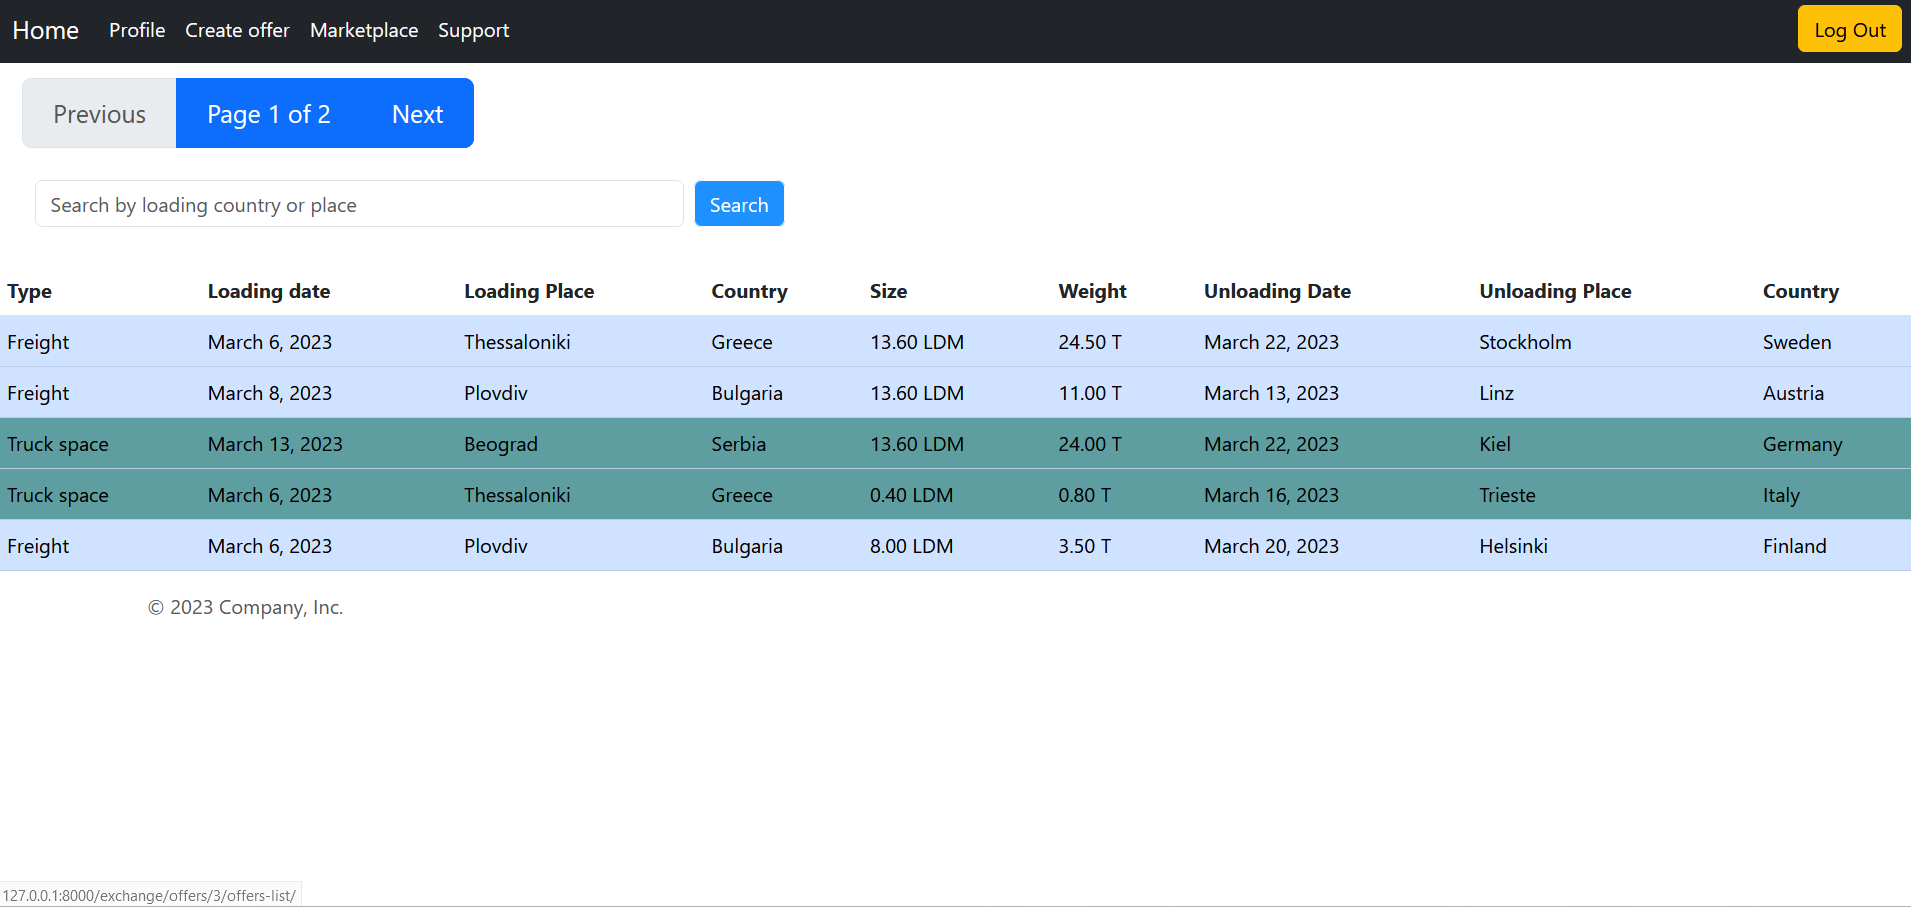 Home Profile Create offer Marketplace Support Log Out
Previous Page 1 of 2 Next
Search by loading country or place Search
Type Loading date Loading Place Country Size Weight Unloading Date Unloading Place Country
Freight March 6, 2023 Thessaloniki Greece 13.60 LDM 24.50 T March 22, 2023 Stockholm Sweden
Freight March 8, 2023 Plovdiv Bulgaria 13.60 LDM 11.00 T March 13, 2023 Linz Austria
Truck space March 13, 2023 Beograd Serbia 13.60 LDM 24.00 T March 22, 2023 Kiel Germany
Truck space March 6, 2023 Thessaloniki Greece 0.40 LDM 0.80 T March 16, 2023 Trieste Italy
Freight March 6, 2023 Plovdiv Bulgaria 8.00 LDM 3.50 T March 20, 2023 Helsinki Finland
© 2023 Company, Inc.
127.0.0.1:8000/exchange/offers/3/offers-list/